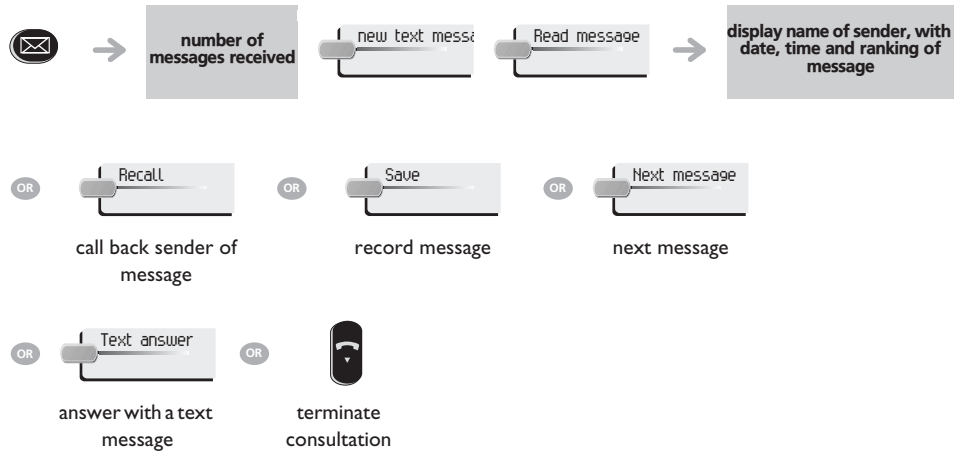 number of
messages received
new text messa
Read message
display name of sender, with
date, time and ranking of
message
OR
Recall
call back sender of
message
OR
Save
record message
OR
Next message
next message
OR
Text answer
answer with a text
message
OR
terminate
consultation